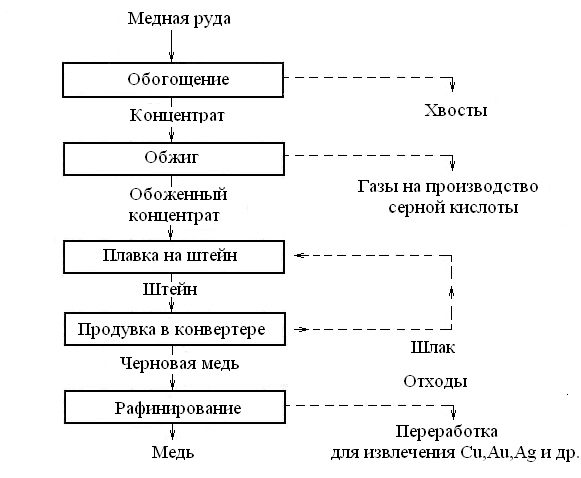 Медная руда
Обогощение
Концентрат
Хвосты
Обжиг
Обоженный
концентрат
Газы на производство
серной кислоты
Плавка на штейн
Штейн
Продувка в конвертере
Шлак
Черновая медь
Отходы
Рафинирование
Медь
Переработка
для извлечения Cu,Au,Ag и др.